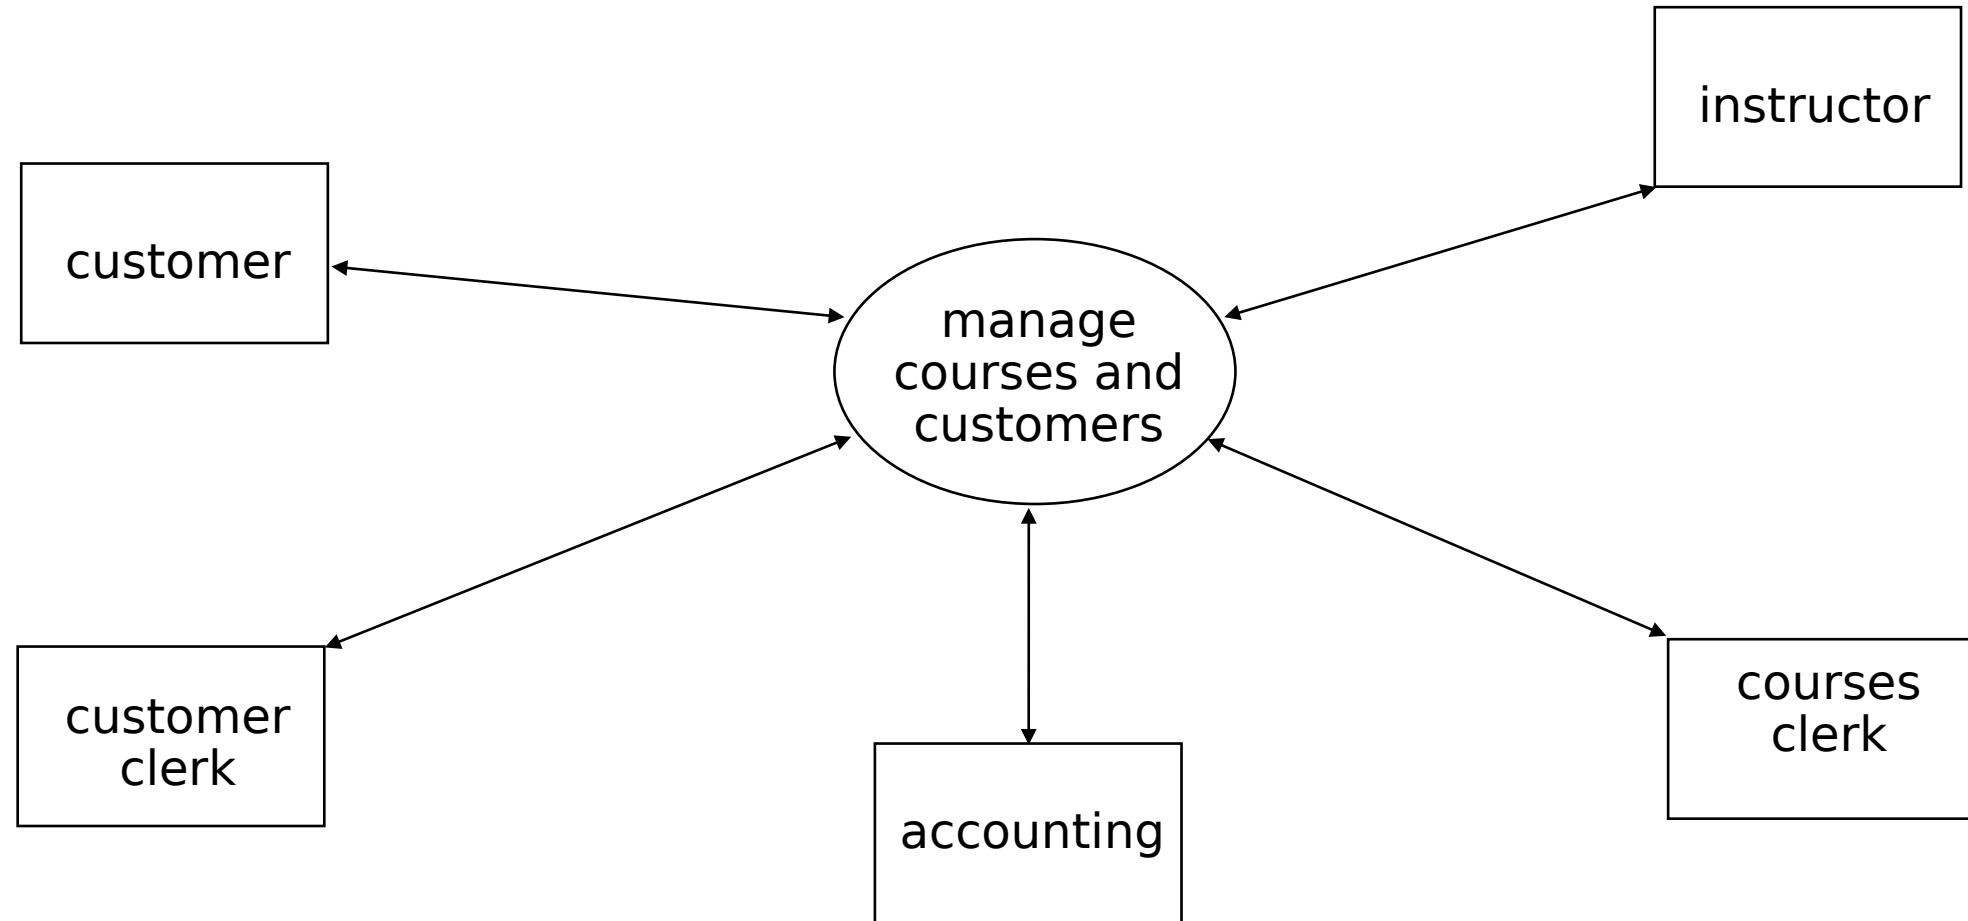 instructor
customer
manage
courses and
customers
customer
clerk
accounting
courses
clerk